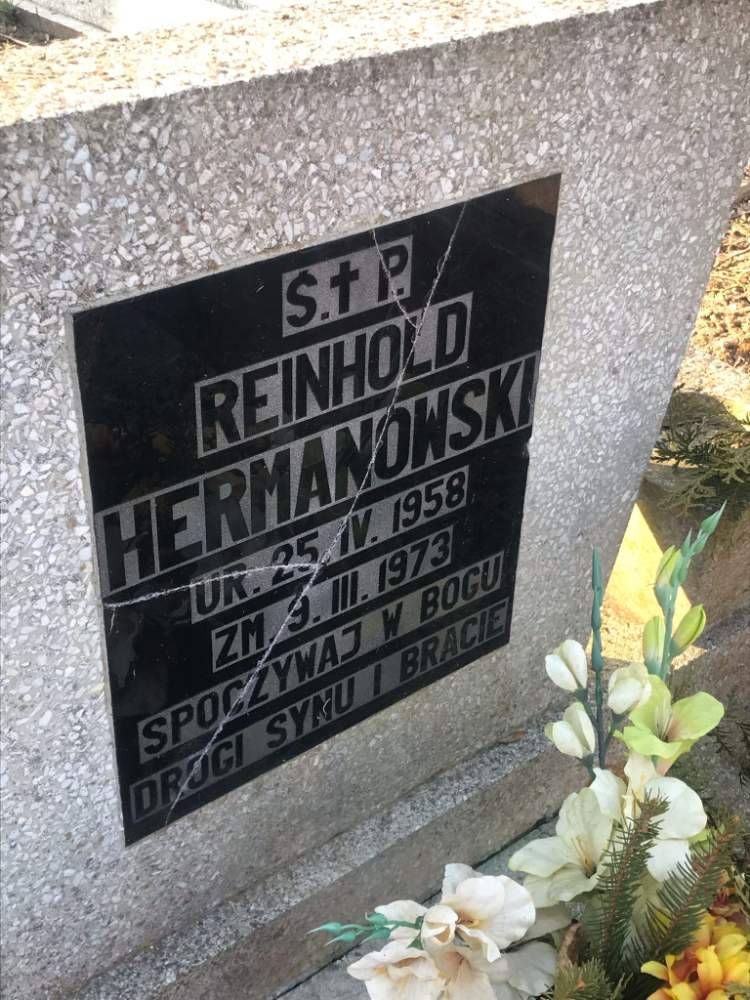 Ś.✝P.
REINHOLD
HERMANOWSKI
UR. 25. IV. 1958
ZM 9. III. 1973
SPOCZYWAJ W BOGU
DROGI SYNU I BRACIE